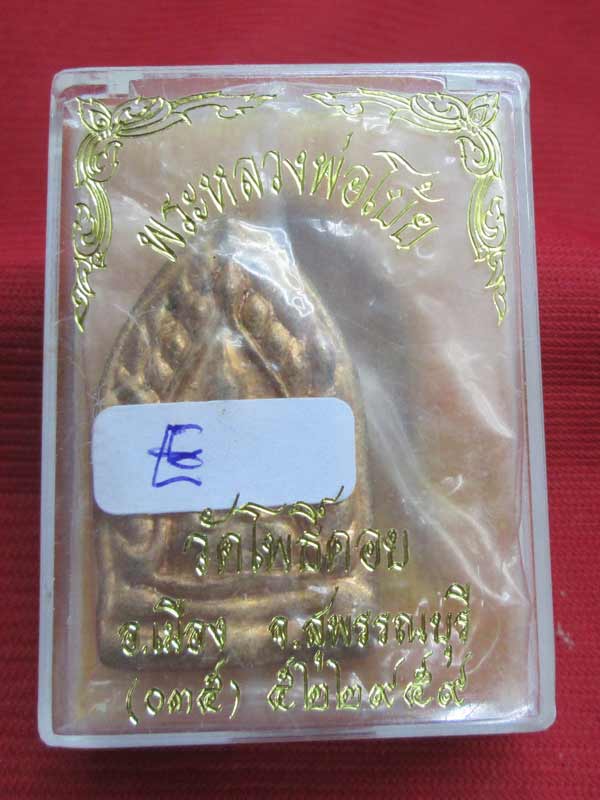 พระหลวงพ่อโบ้ย
วัดโพธิ์คอย
อ.เมือง จ.สุพรรณบุรี
(๐๓๕) ๕๒๒๙๕๙